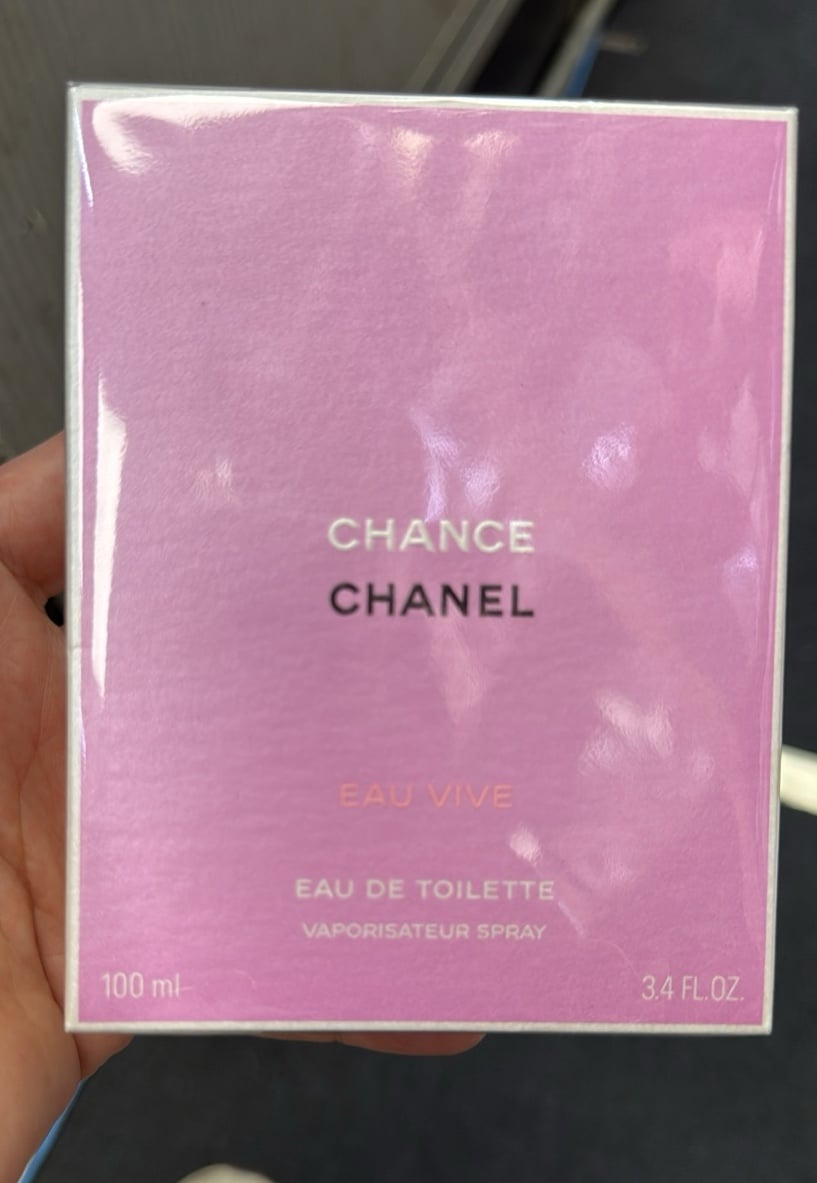 CHANCE
CHANEL
EAU VIVE
EAU DE TOILETTE
VAPORISATEUR SPRAY
100 ml
3.4 FL.OZ.